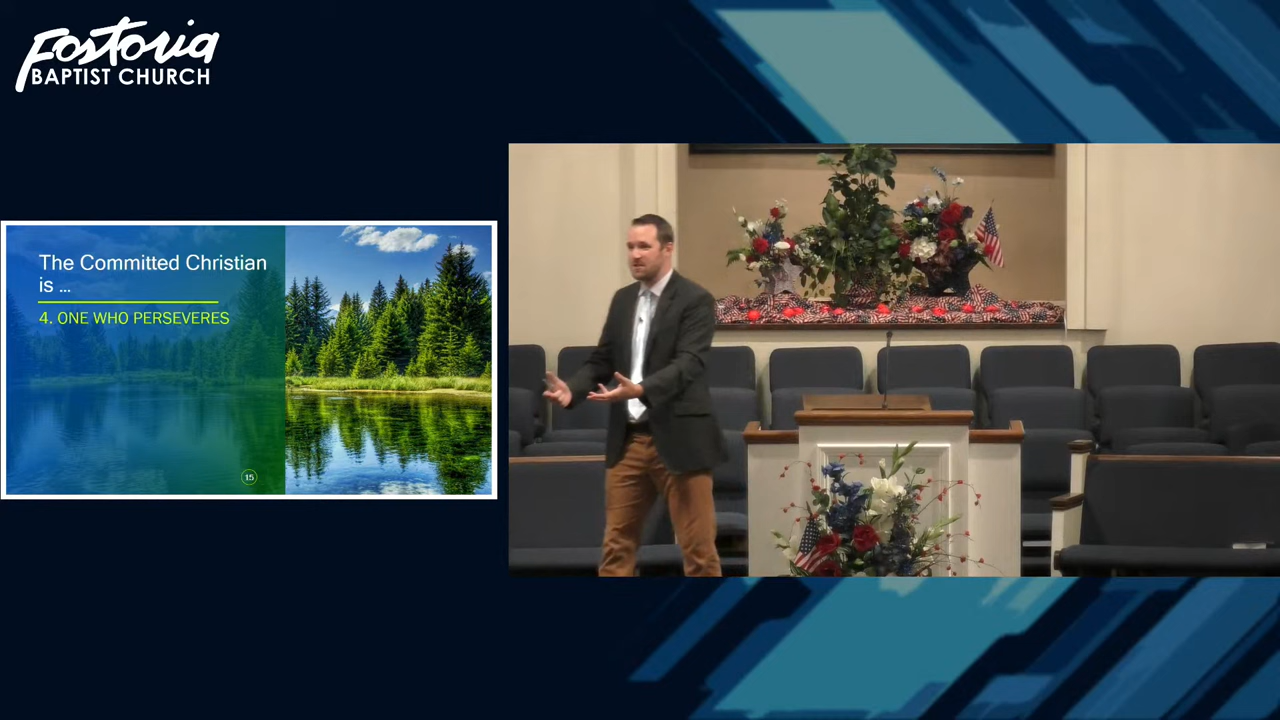 Fostoria
BAPTIST CHURCH
The Committed Christian
is ...
4. ONE WHO PERSEVERES
15